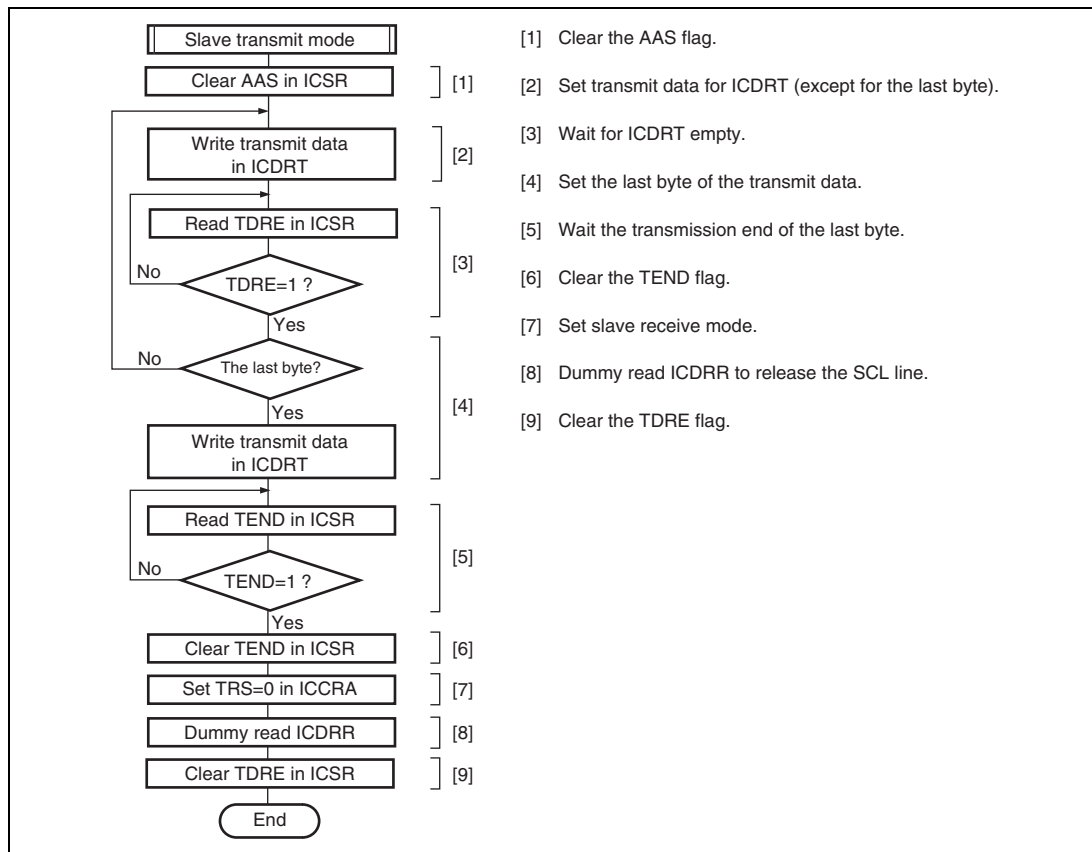 Slave transmit mode
Clear AAS in ICSR
[1]
Write transmit data
in ICDRT
[2]
Read TDRE in ICSR
No
TDRE=1 ?
[3]
Yes
No
The last byte?
[4]
Yes
Write transmit data
in ICDRT
Read TEND in ICSR
No
TEND=1 ?
[5]
Yes
Clear TEND in ICSR
[6]
Set TRS=0 in ICCRA
[7]
Dummy read ICDRR
[8]
Clear TDRE in ICSR
[9]
End
[1] Clear the AAS flag.
[2] Set transmit data for ICDRT (except for the last byte).
[3] Wait for ICDRT empty.
[4] Set the last byte of the transmit data.
[5] Wait the transmission end of the last byte.
[6] Clear the TEND flag.
[7] Set slave receive mode.
[8] Dummy read ICDRR to release the SCL line.
[9] Clear the TDRE flag.